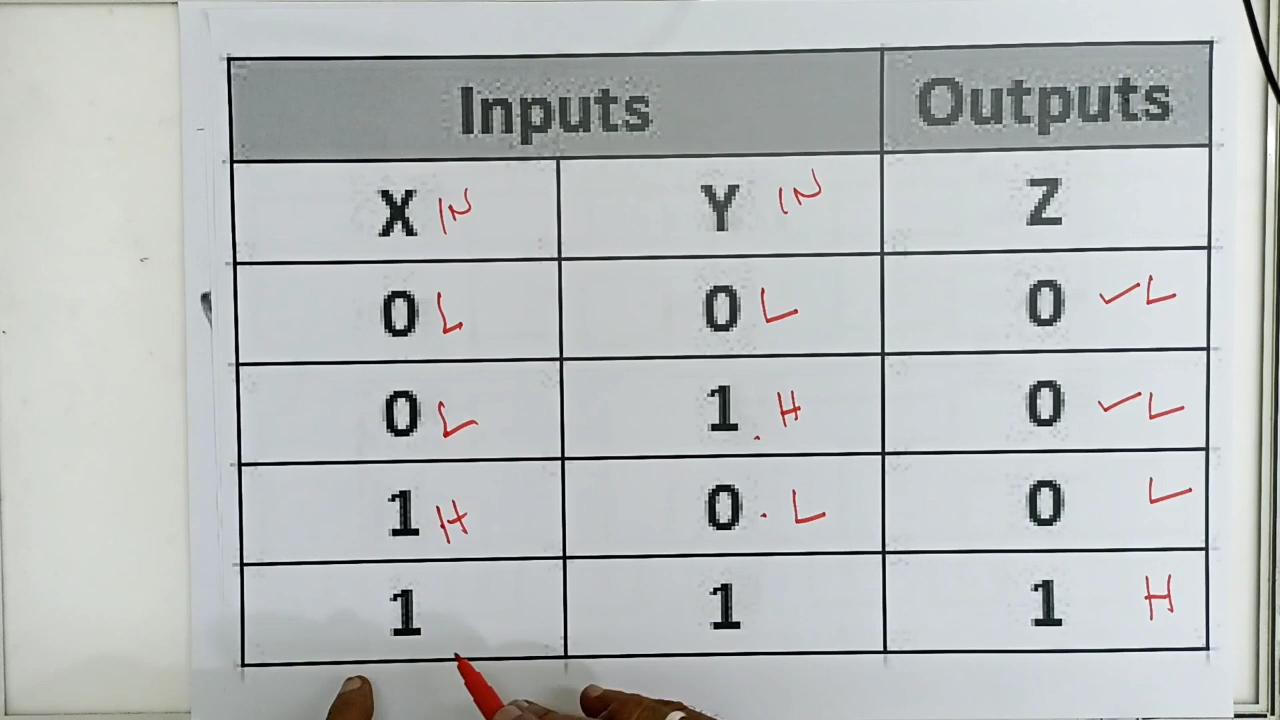 Inputs Outputs
X IN Y IN Z
0 L 0 L 0 ✓ L
0 L 1 . H 0 ✓ L
1 H 0 . L 0 L
1 1 1 H